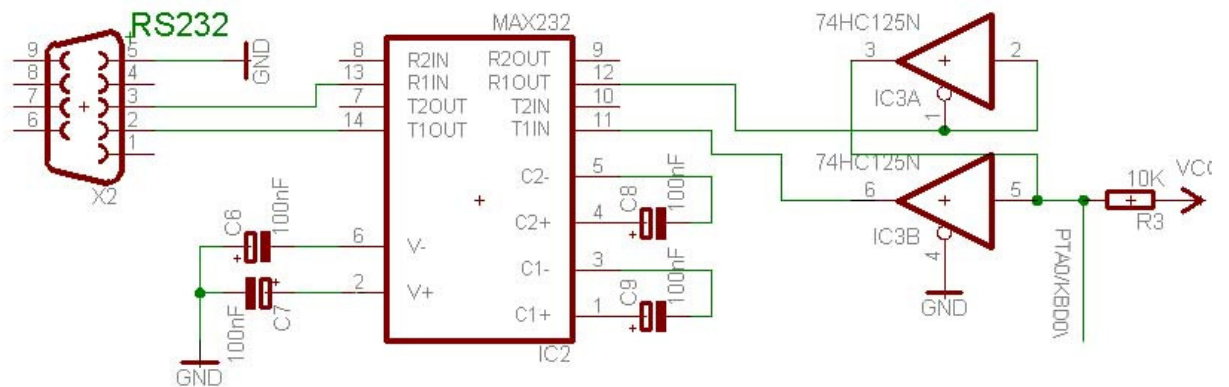 RS232
9
8
7
6
5
4
3
2
1
X2
GND
MAX232
8 R2IN R2OUT 9
13 R1IN R1OUT 12
7 T2OUT T2IN 10
14 T1OUT T1IN 11
C2- 5
C2+ 4
C8
100nF
6 V-
C6
100nF
2 V+
100nF
C7
C1- 3
C1+ 1
C9
100nF
GND
IC2
74HC125N
3 2
IC3A
1
74HC125N
6 5
IC3B
4
GND
10K
R3
VCC
PTA0/KBD0\